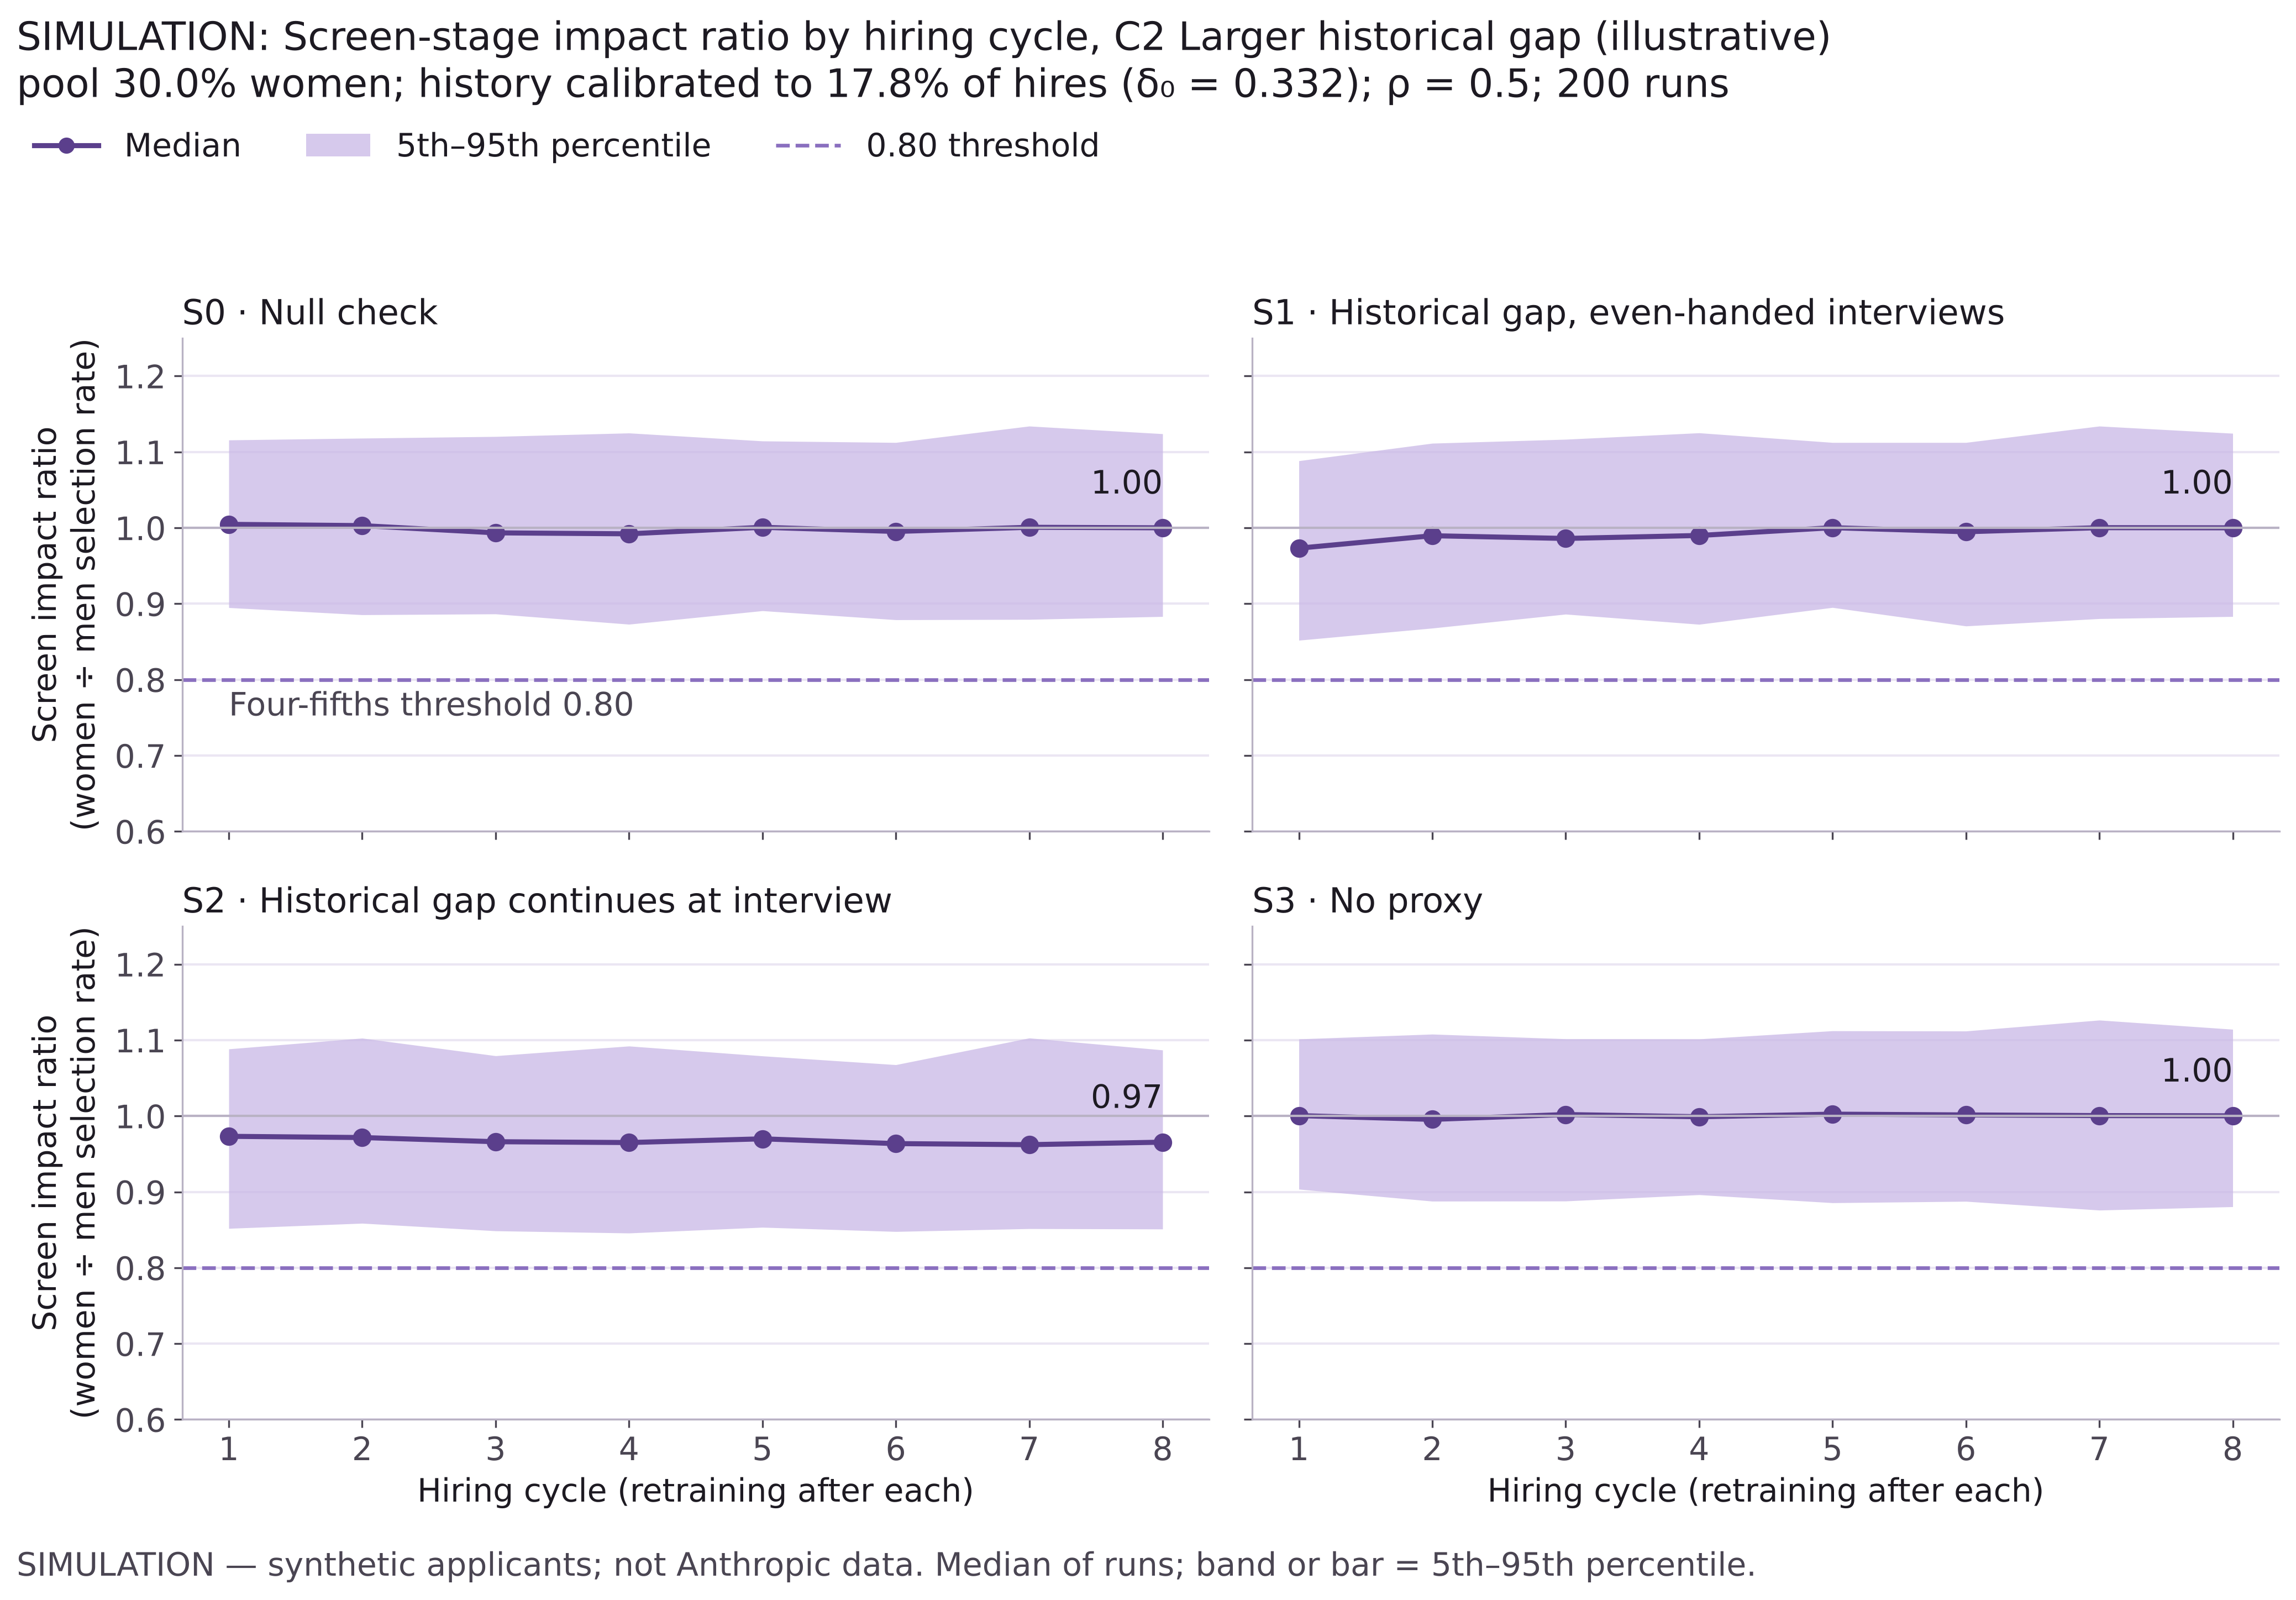 SIMULATION: Screen-stage impact ratio by hiring cycle, C2 Larger historical gap (illustrative)
pool 30.0% women; history calibrated to 17.8% of hires (δ₀ = 0.332); ρ = 0.5; 200 runs
Median
5th–95th percentile
0.80 threshold
S0 · Null check
Screen impact ratio
(women ÷ men selection rate)
1.2
1.1
1.0
0.9
0.8
0.7
0.6
1.00
Four-fifths threshold 0.80
S1 · Historical gap, even-handed interviews
1.00
S2 · Historical gap continues at interview
Screen impact ratio
(women ÷ men selection rate)
1.2
1.1
1.0
0.9
0.8
0.7
0.6
0.97
1 2 3 4 5 6 7 8
Hiring cycle (retraining after each)
S3 · No proxy
1.00
1 2 3 4 5 6 7 8
Hiring cycle (retraining after each)
SIMULATION — synthetic applicants; not Anthropic data. Median of runs; band or bar = 5th–95th percentile.